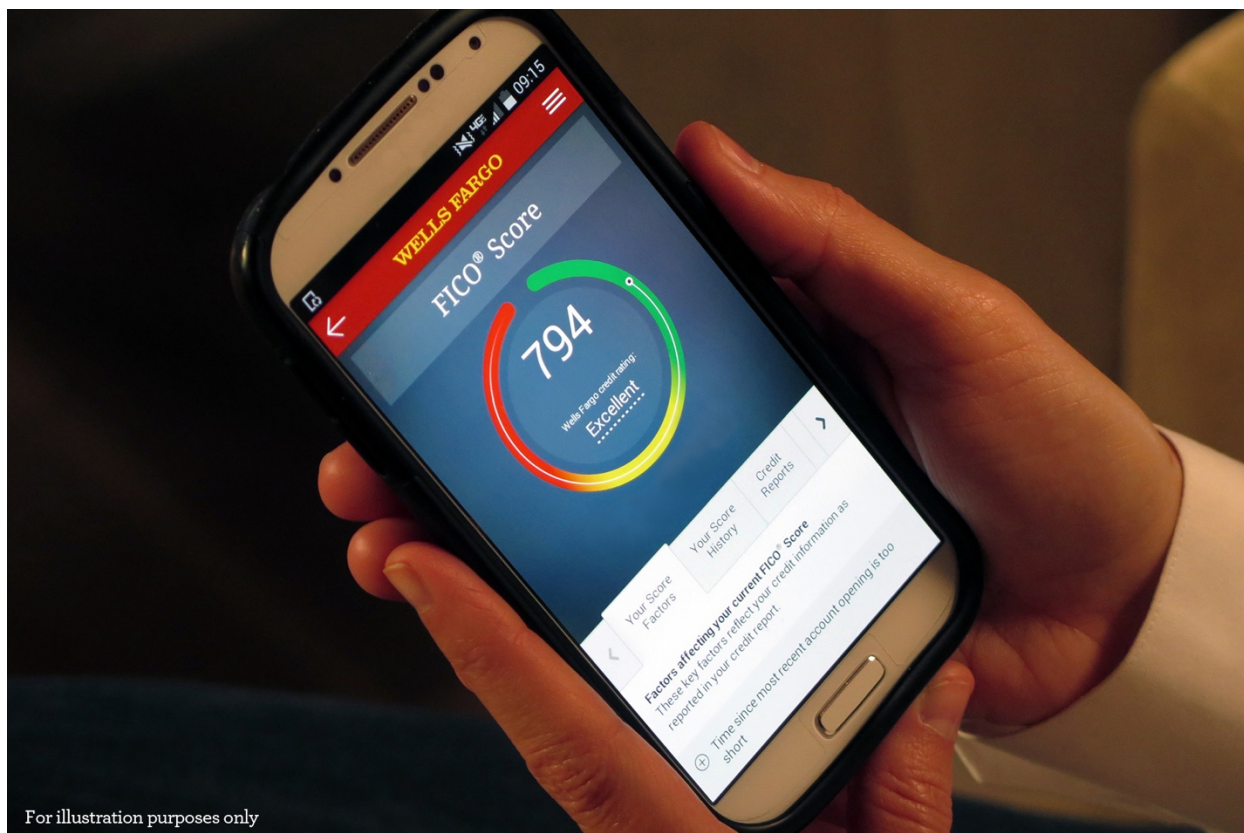 4G 09:15
WELLS FARGO
FICO® Score
794
Wells Fargo credit rating:
Excellent
Your Score
Factors
Your Score
History
Credit
Reports
Factors affecting your current FICO® Score
These key factors reflect your credit information as
reported in your credit report.
Time since most recent account opening is too
short
For illustration purposes only